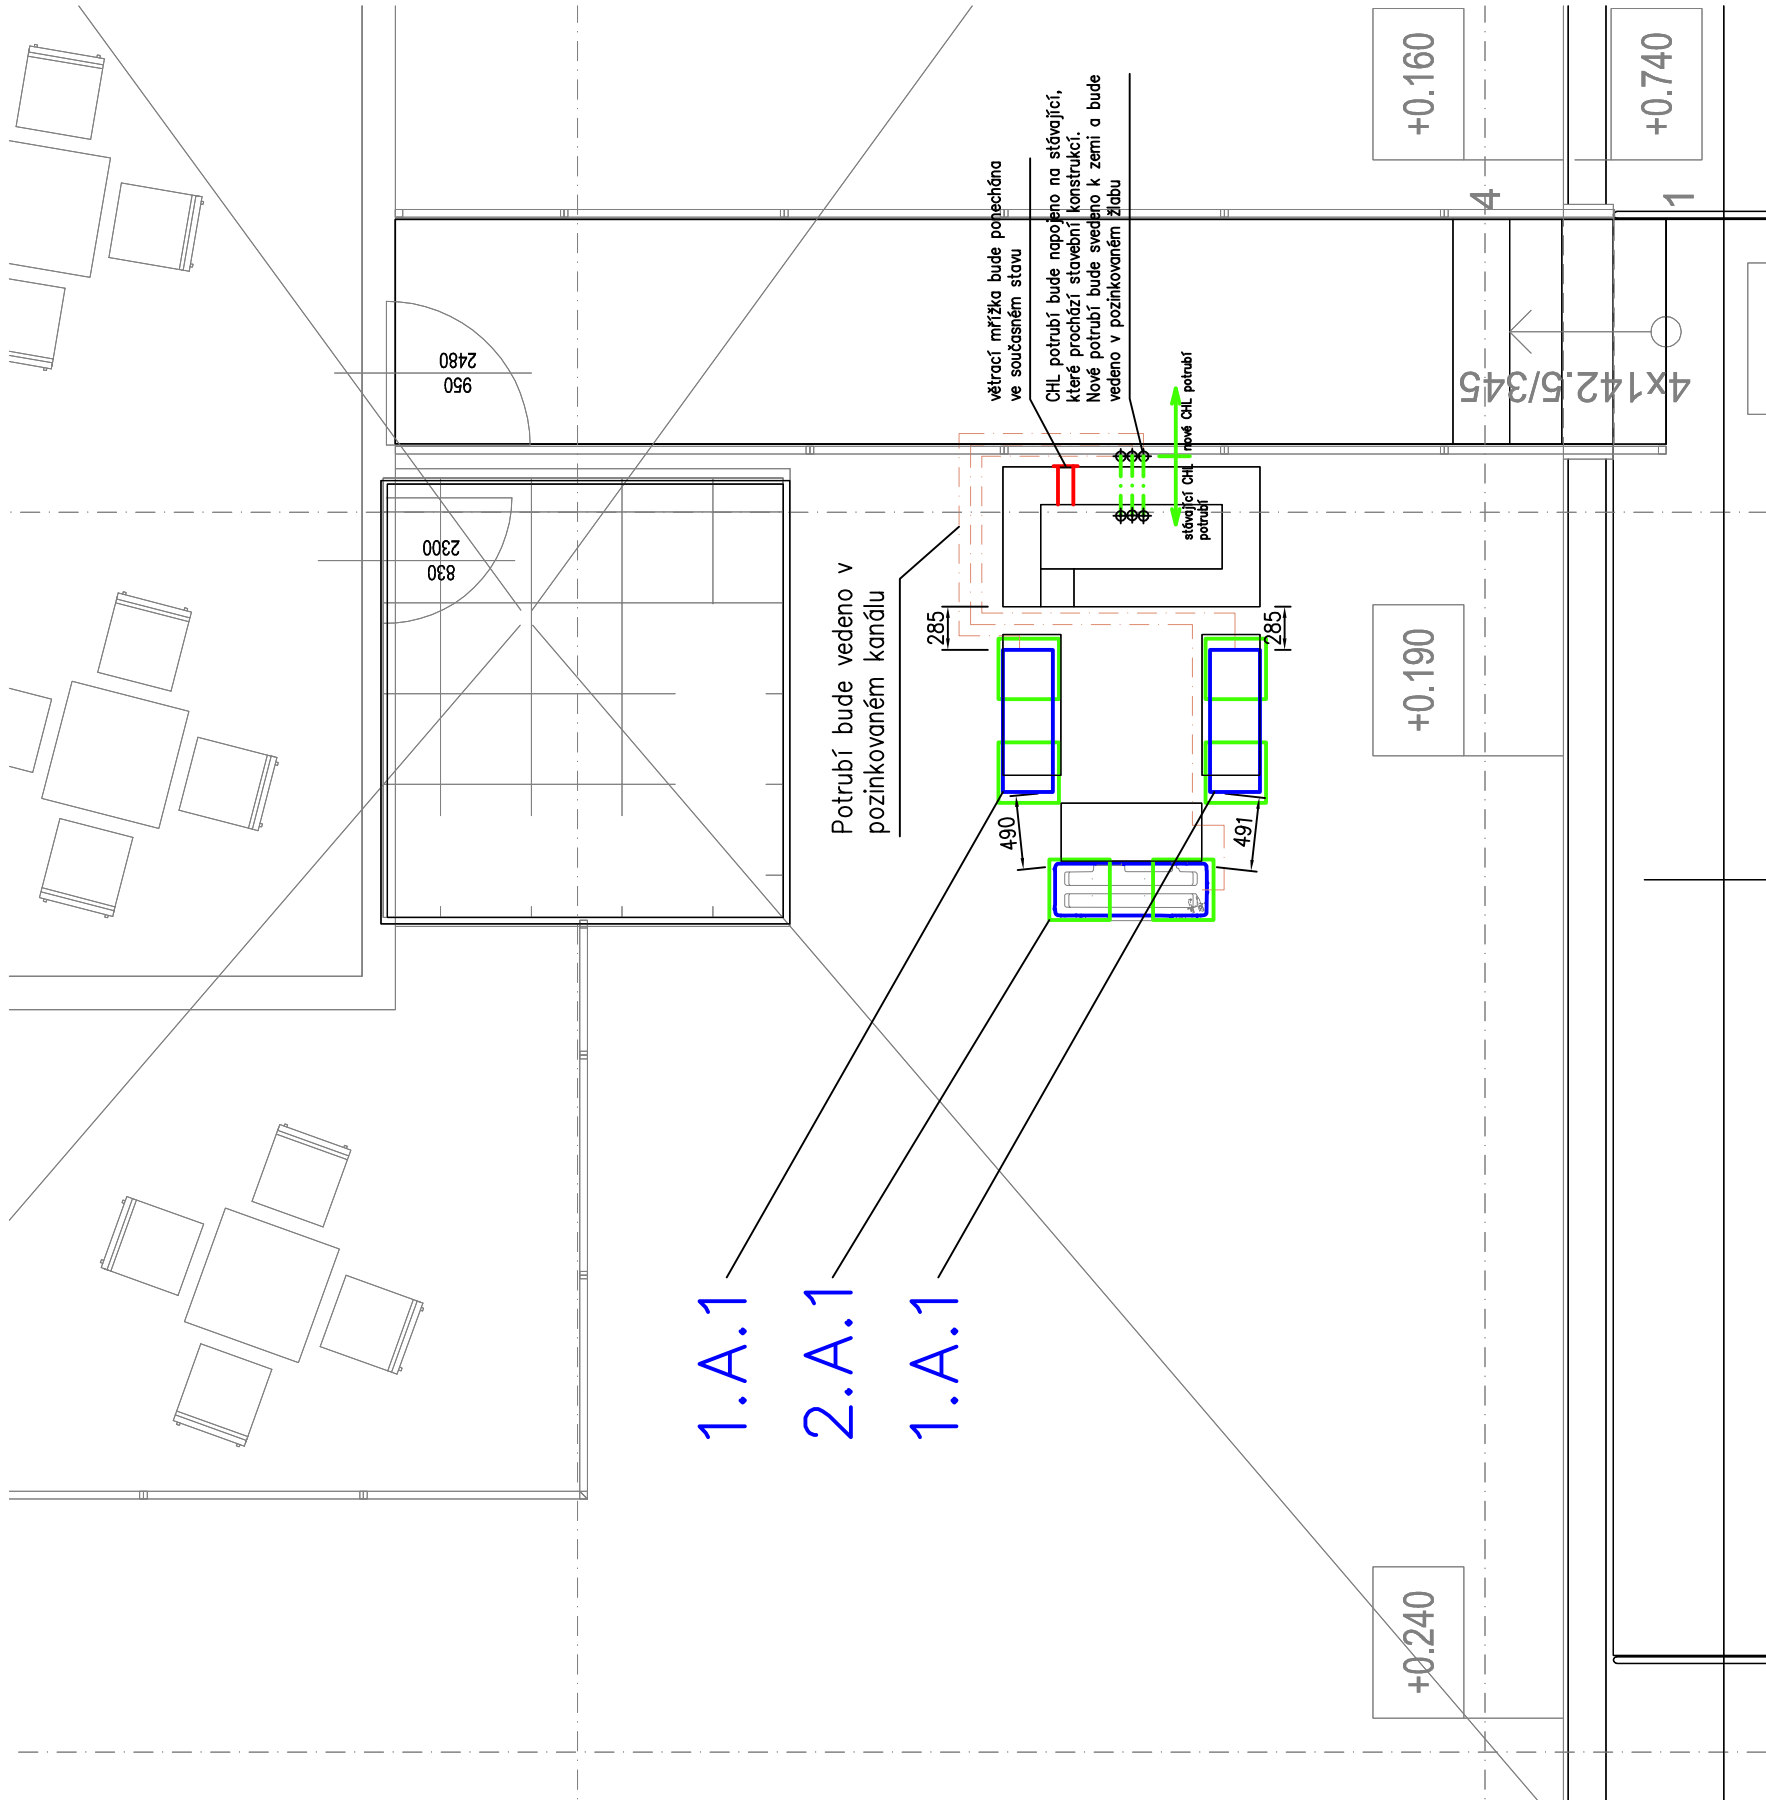 +0.160
+0.740
větrací mřížka bude ponechána
ve současném stavu
CHL potrubí bude napojeno na stávající,
které prochází stavební konstrukcí.
Nové potrubí bude svedeno k zemi a bude
vedeno v pozinkovaném žlabu
4
1
4x142.5/345
950
2480
830
2300
stávající CHL
potrubí
nové CHL potrubí
Potrubí bude vedeno v
pozinkovaném kanálu
285
285
490
491
+0.190
1.A.1
2.A.1
1.A.1
+0.240